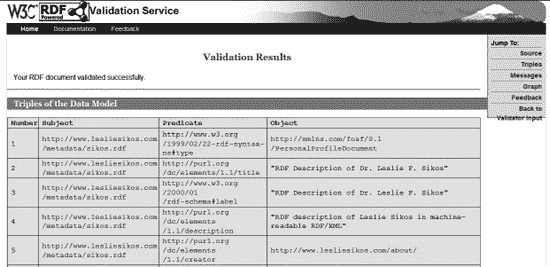 W3C RDF Powered Validation Service
Home Documentation Feedback
Jump To:
Source
Triples
Messages
Graph
Feedback
Back to
Validator Input
Validation Results
Your RDF document validated successfully.
Triples of the Data Model
Number Subject Predicate Object
1 http://www.lesliesikos.com/metadata/sikos.rdf http://www.w3.org/1999/02/22-rdf-syntax-ns#type http://xmlns.com/foaf/0.1/PersonalProfileDocument
2 http://www.lesliesikos.com/metadata/sikos.rdf http://purl.org/dc/elements/1.1/title "RDF Description of Dr. Leslie F. Sikos"
3 http://www.lesliesikos.com/metadata/sikos.rdf http://www.w3.org/2000/01/rdf-schema#label "RDF Description of Dr. Leslie F. Sikos"
4 http://www.lesliesikos.com/metadata/sikos.rdf http://purl.org/dc/elements/1.1/description "RDF description of Leslie Sikos in machine-readable RDF/XML"
5 http://www.lesliesikos.com/metadata/sikos.rdf http://purl.org/dc/elements/1.1/creator http://www.lesliesikos.com/about/